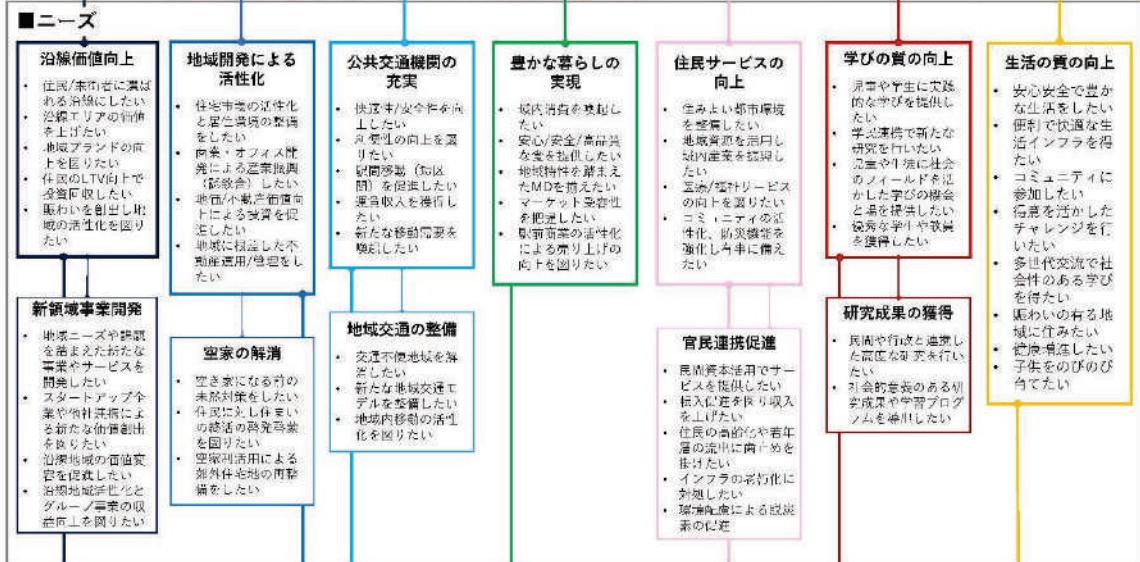 ■ニーズ
沿線価値向上
・ 住民/来街者に選ば
れる沿線にしたい
・ 沿線エリアの価値
を上げたい
・ 地域ブランドの向
上を図りたい
・ 住民のLTV向上で
投資回収したい
・ 賑わいを創出し地
域の活性化を図り
たい
新領域事業開発
・ 地域ニーズや課題
を踏まえた新たな
事業やサービスを
開発したい
・ スタートアップ企
業や他社連携によ
る新たな価値創出
を図りたい
・ 沿線地域の価値変
容を促進したい
・ 沿線地域活性化と
グループ事業の収
益向上を図りたい
地域開発による
活性化
・ 住宅市場の活性化
と居住環境の整備
をしたい
・ 商業・オフィス開
発による産業振興
(誘致含)したい
・ 地価/不動産価値向
上による投資を促
進したい
・ 地域に根差した不
動産運用/管理をし
たい
空家の解消
・ 空き家になる前の
未然対策をしたい
・ 住民に対し住まい
の終活の啓発啓蒙
を図りたい
・ 空家利活用による
郊外住宅地の再整
備をしたい
公共交通機関の
充実
・ 快適性/安全性を向
上したい
・ 利便性の向上を図
りたい
・ 駅間移動(短区
間)を促進したい
・ 運賃収入を獲得し
たい
・ 新たな移動需要を
喚起したい
地域交通の整備
・ 交通不便地域を解
消したい
・ 新たな地域交通モ
デルを整備したい
・ 地域内移動の活性
化を図りたい
豊かな暮らしの
実現
・ 域内消費を喚起し
たい
・ 安心/安全/高品質
な食を提供したい
・ 地域特性を踏まえ
たMDを揃えたい
・ マーケット受容性
を把握したい
・ 駅前商業の活性化
による売り上げの
向上を図りたい
住民サービスの
向上
・ 住みよい都市環境
を整備したい
・ 地域資源を活用し
域内産業を振興し
たい
・ 医療/福祉サービス
の向上を図りたい
・ コミュニティの活
性化、防災機能を
強化し有事に備え
たい
官民連携促進
・ 民間資本活用でサ
ービスを提供したい
・ 転入促進を図り収入
を上げたい
・ 住民の高齢化や若年
層の流出に歯止めを
掛けたい
・ インフラの老朽化に
対処したい
・ 環境配慮による脱炭
素の促進
学びの質の向上
・ 児童や学生に実践
的な学びを提供し
たい
・ 学民連携で新たな
研究を行いたい
・ 児童や生徒に社会
のフィールドを活
かした学びの機会
と場を提供したい
・ 優秀な学生や教員
を獲得したい
研究成果の獲得
・ 民間や行政と連携し
た高度な研究を行い
たい
・ 社会的意義のある研
究成果や学習プログ
ラムを導出したい
生活の質の向上
・ 安心安全で豊か
な生活をしたい
・ 便利で快適な生
活インフラを得
たい
・ コミュニティに
参加したい
・ 得意を活かした
チャレンジを行
いたい
・ 多世代交流で社
会性のある学び
を得たい
・ 賑わいの有る地
域に住みたい
・ 健康増進したい
・ 子供をのびのび
育てたい